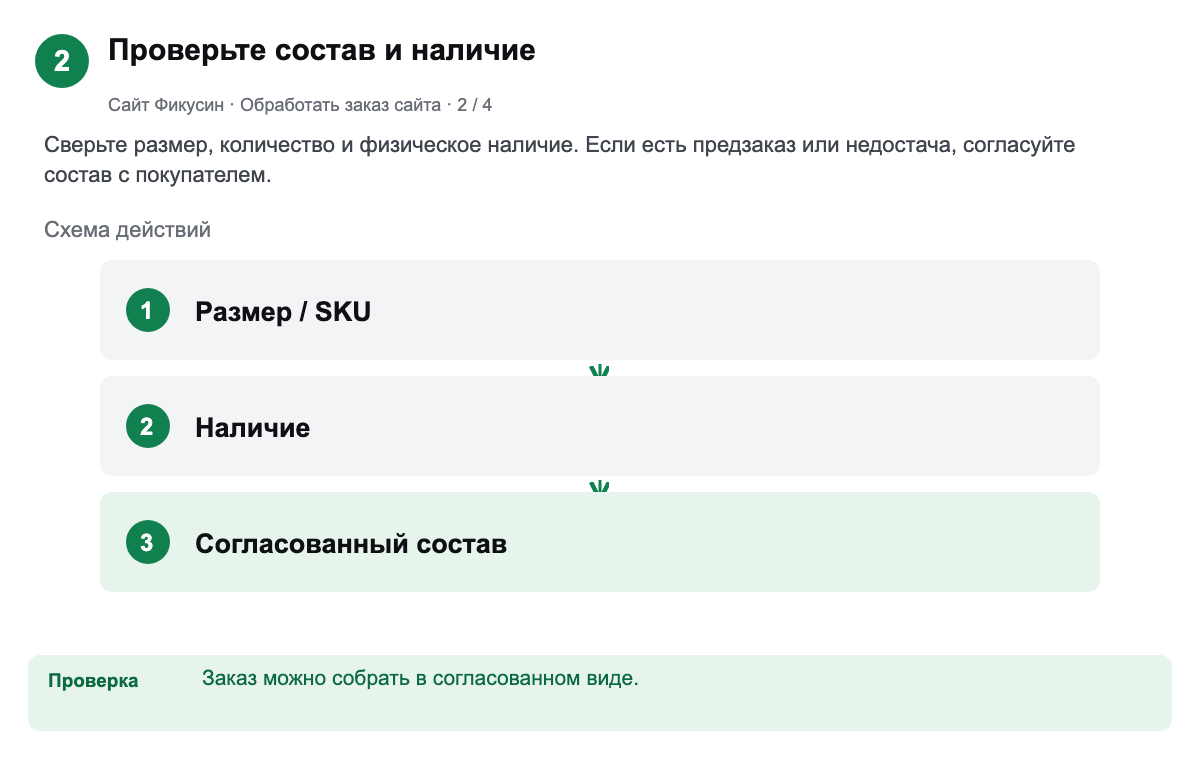 2
Проверьте состав и наличие
Сайт Фикусин · Обработать заказ сайта · 2 / 4
Сверьте размер, количество и физическое наличие. Если есть предзаказ или недостача, согласуйте
состав с покупателем.
Схема действий
1 Размер / SKU
2 Наличие
3 Согласованный состав
Проверка Заказ можно собрать в согласованном виде.